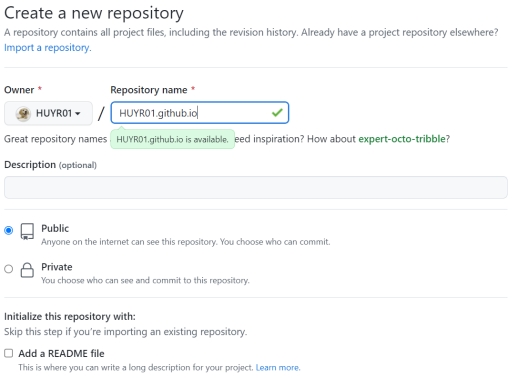 Create a new repository
A repository contains all project files, including the revision history. Already have a project repository elsewhere?
Import a repository.
Owner * Repository name *
HUYR01 / HUYR01.github.io
Great repository names eed inspiration? How about expert-octo-tribble?
HUYR01.github.io is available.
Description (optional)
Public
Anyone on the internet can see this repository. You choose who can commit.
Private
You choose who can see and commit to this repository.
Initialize this repository with:
Skip this step if you're importing an existing repository.
Add a README file
This is where you can write a long description for your project. Learn more.